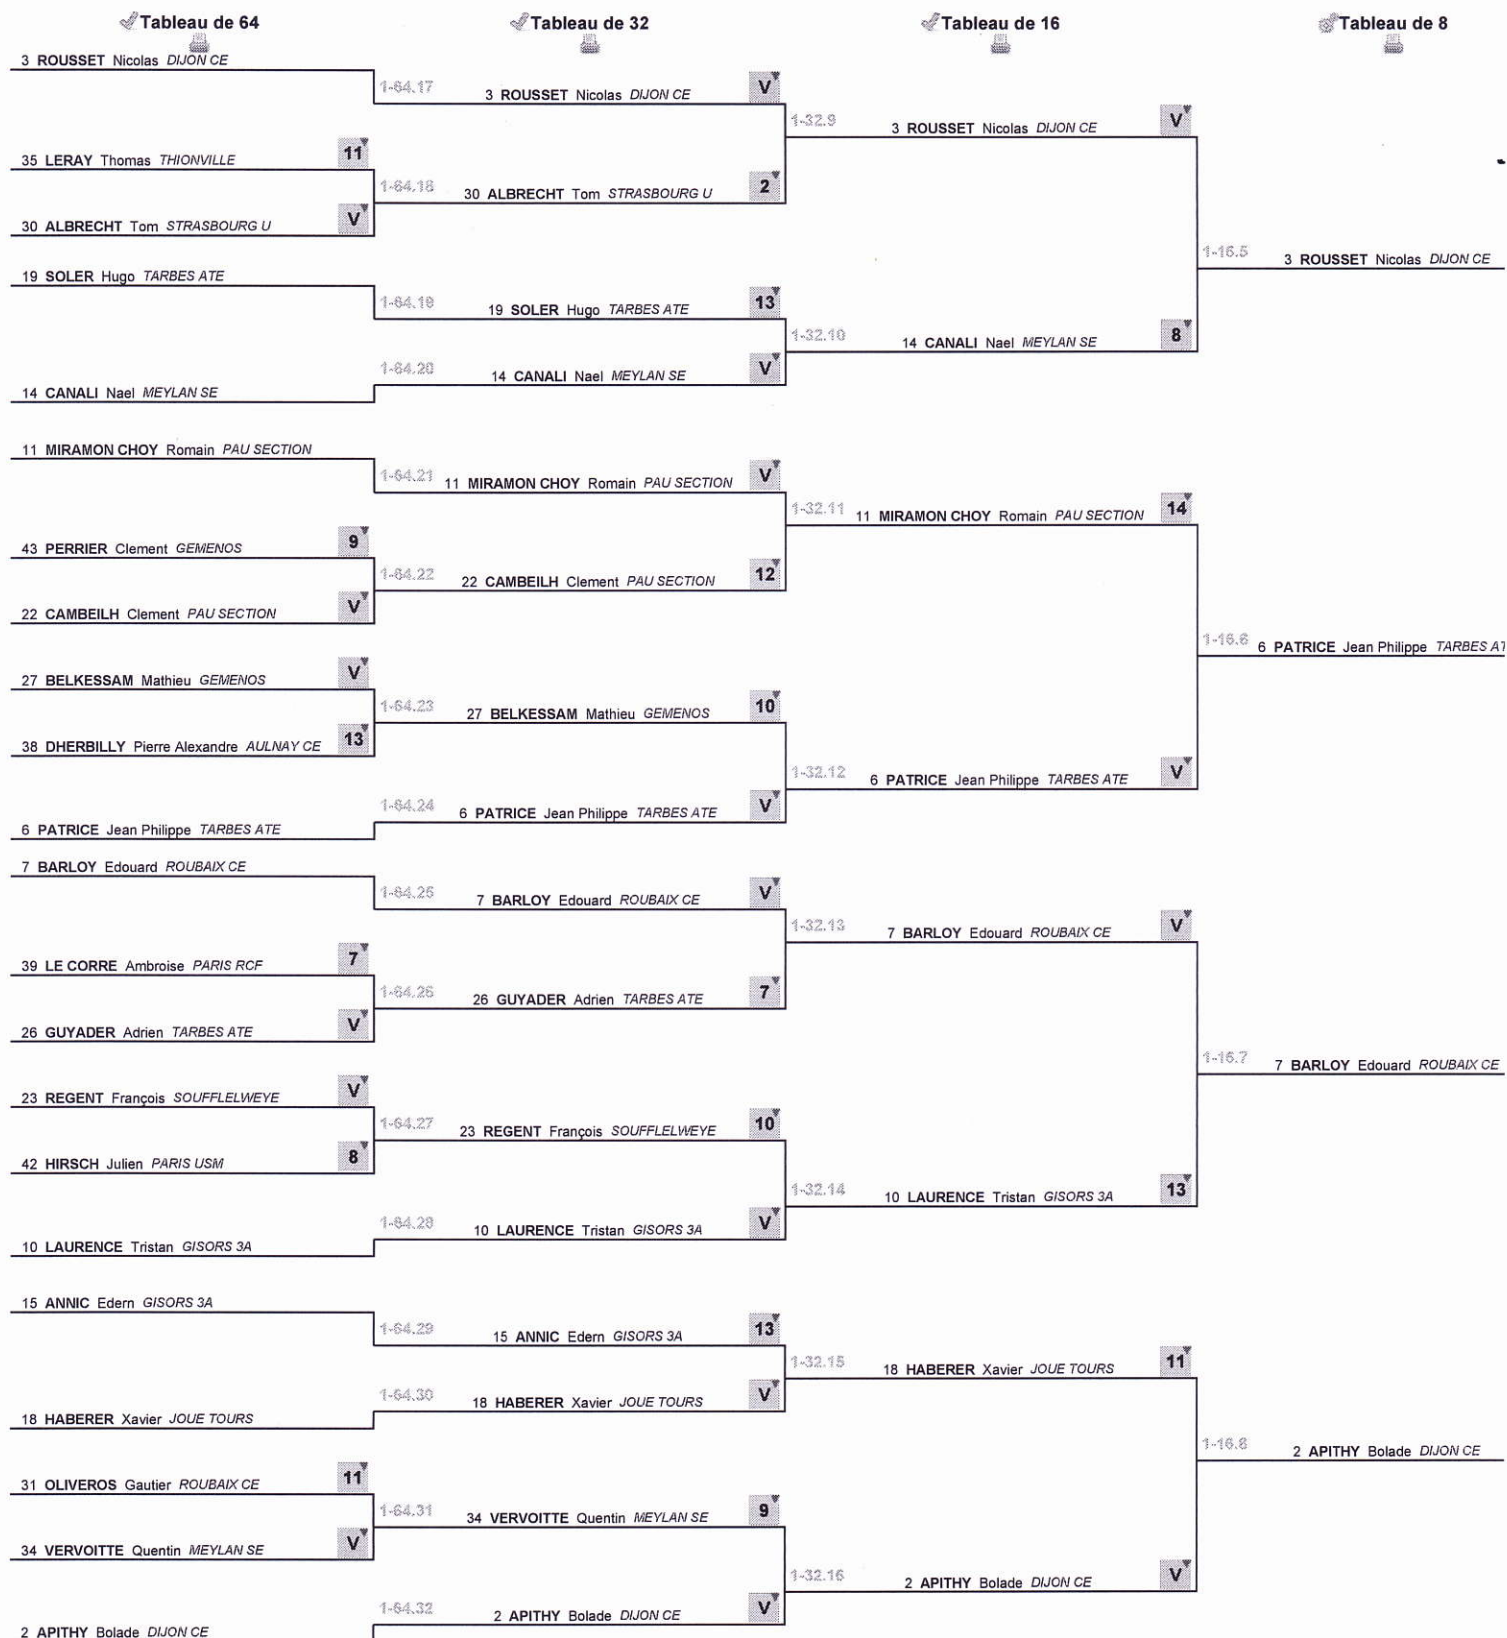 Tableau de 64
Tableau de 32
Tableau de 16
Tableau de 8
3 ROUSSET Nicolas DIJON CE
1-64.17
3 ROUSSET Nicolas DIJON CE V
1-32.9
3 ROUSSET Nicolas DIJON CE V
35 LERAY Thomas THIONVILLE 11
1-64.18
30 ALBRECHT Tom STRASBOURG U 2
30 ALBRECHT Tom STRASBOURG U V
1-16.5
3 ROUSSET Nicolas DIJON CE
19 SOLER Hugo TARBES ATE
1-64.19
19 SOLER Hugo TARBES ATE 13
1-32.10
14 CANALI Nael MEYLAN SE 8
1-64.20
14 CANALI Nael MEYLAN SE V
14 CANALI Nael MEYLAN SE
11 MIRAMON CHOY Romain PAU SECTION
1-64.21
11 MIRAMON CHOY Romain PAU SECTION V
1-32.11
11 MIRAMON CHOY Romain PAU SECTION 14
43 PERRIER Clement GEMENOS 9
1-64.22
22 CAMBEILH Clement PAU SECTION 12
22 CAMBEILH Clement PAU SECTION V
1-16.6
6 PATRICE Jean Philippe TARBES AT
27 BELKESSAM Mathieu GEMENOS V
1-64.23
27 BELKESSAM Mathieu GEMENOS 10
38 DHERBILLY Pierre Alexandre AULNAY CE 13
1-32.12
6 PATRICE Jean Philippe TARBES ATE V
1-64.24
6 PATRICE Jean Philippe TARBES ATE V
6 PATRICE Jean Philippe TARBES ATE
7 BARLOY Edouard ROUBAIX CE
1-64.25
7 BARLOY Edouard ROUBAIX CE V
1-32.13
7 BARLOY Edouard ROUBAIX CE V
39 LE CORRE Ambroise PARIS RCF 7
1-64.26
26 GUYADER Adrien TARBES ATE 7
26 GUYADER Adrien TARBES ATE V
1-16.7
7 BARLOY Edouard ROUBAIX CE
23 REGENT François SOUFFLELWEYE V
1-64.27
23 REGENT François SOUFFLELWEYE 10
42 HIRSCH Julien PARIS USM 8
1-32.14
10 LAURENCE Tristan GISORS 3A 13
1-64.28
10 LAURENCE Tristan GISORS 3A V
10 LAURENCE Tristan GISORS 3A
15 ANNIC Edern GISORS 3A
1-64.29
15 ANNIC Edern GISORS 3A 13
1-32.15
18 HABERER Xavier JOUE TOURS 11
1-64.30
18 HABERER Xavier JOUE TOURS V
18 HABERER Xavier JOUE TOURS
1-16.8
2 APITHY Bolade DIJON CE
31 OLIVEROS Gautier ROUBAIX CE 11
1-64.31
34 VERVOITTE Quentin MEYLAN SE 9
34 VERVOITTE Quentin MEYLAN SE V
1-32.16
2 APITHY Bolade DIJON CE V
1-64.32
2 APITHY Bolade DIJON CE V
2 APITHY Bolade DIJON CE